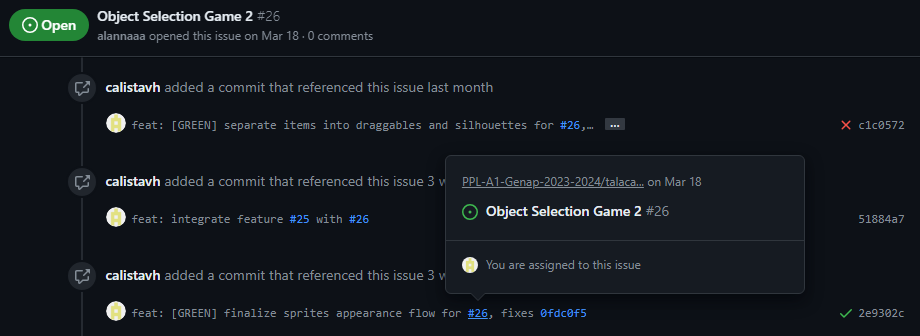 Open
Object Selection Game 2 #26
alannaaa opened this issue on Mar 18 · 0 comments
calistavh added a commit that referenced this issue last month
feat: [GREEN] separate items into draggables and silhouettes for #26,… ... c1c0572
calistavh added a commit that referenced this issue 3 w
PPL-A1-Genap-2023-2024/talaca... on Mar 18
Object Selection Game 2 #26
feat: integrate feature #25 with #26 51884a7
You are assigned to this issue
calistavh added a commit that referenced this issue 3 w
feat: [GREEN] finalize sprites appearance flow for #26, fixes 0fdc0f5 2e9302c